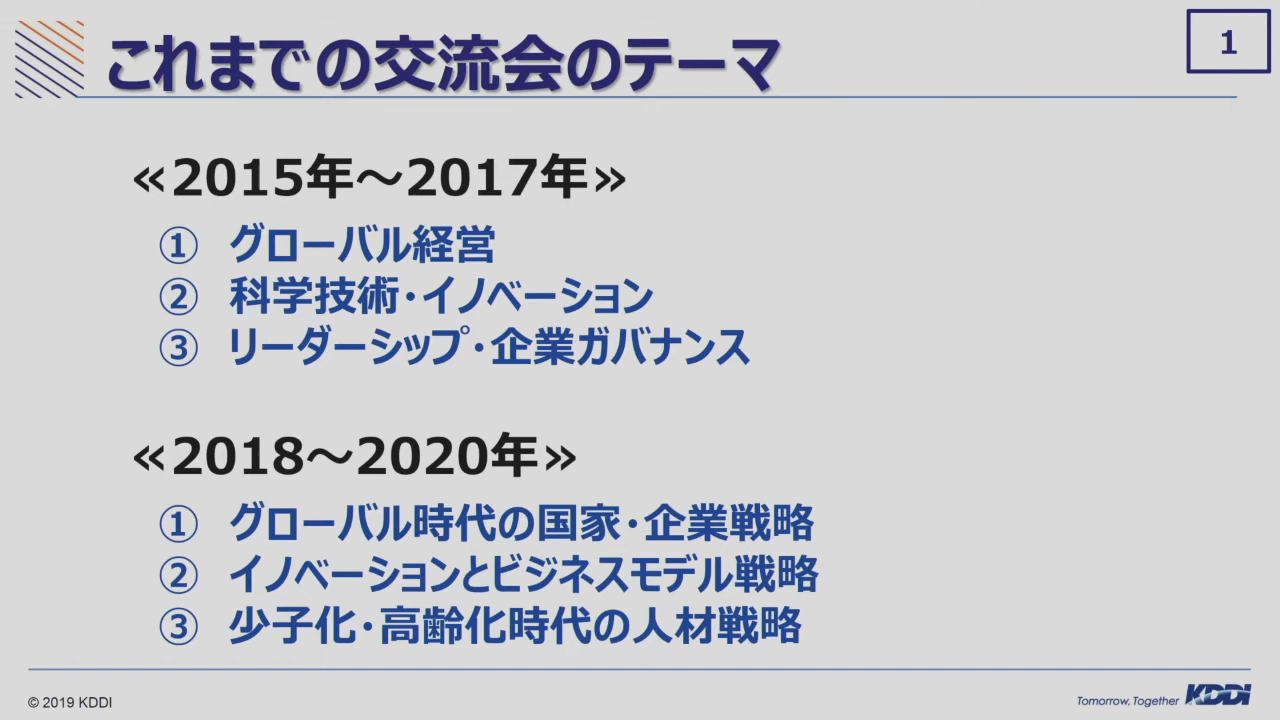 これまでの交流会のテーマ
1
≪2015年～2017年≫
① グローバル経営
② 科学技術・イノベーション
③ リーダーシップ・企業ガバナンス
≪2018～2020年≫
① グローバル時代の国家・企業戦略
② イノベーションとビジネスモデル戦略
③ 少子化・高齢化時代の人材戦略
© 2019 KDDI
Tomorrow, Together KDDI